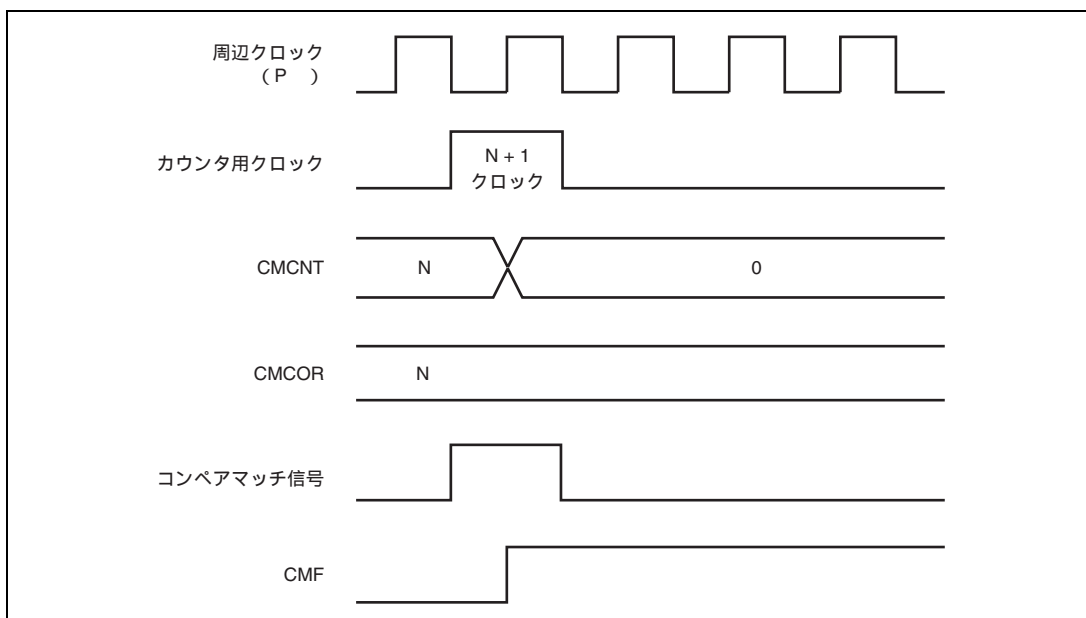 周辺クロック
( P )
カウンタ用クロック
N + 1
クロック
CMCNT
N
0
CMCOR
N
コンペアマッチ信号
CMF